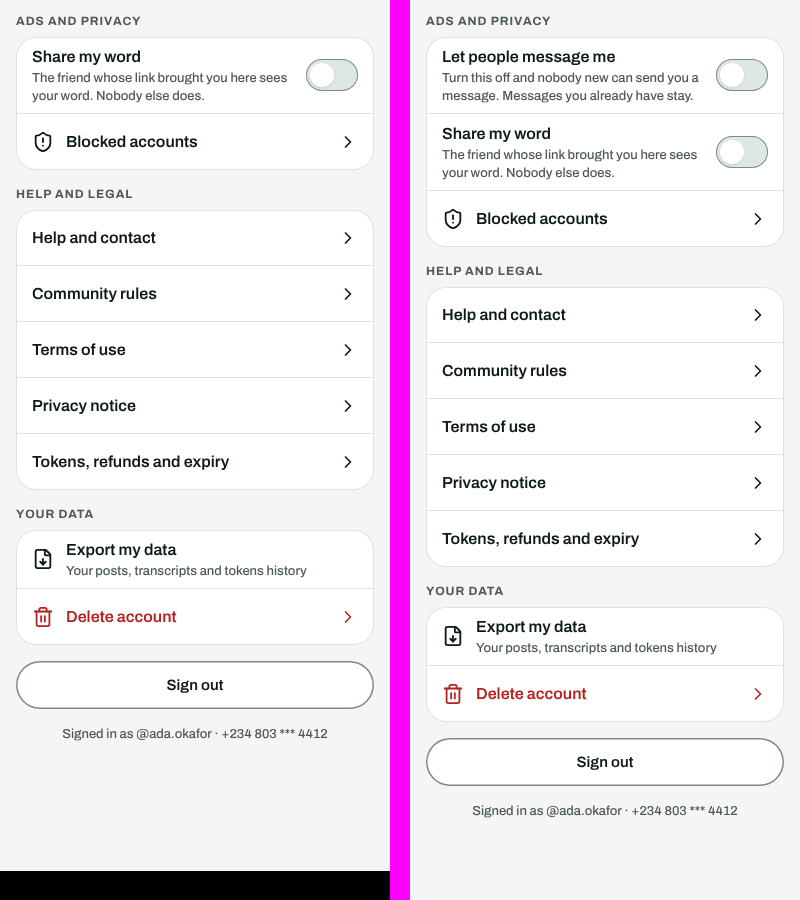 ADS AND PRIVACY
Share my word
The friend whose link brought you here sees
your word. Nobody else does.
Blocked accounts
HELP AND LEGAL
Help and contact
Community rules
Terms of use
Privacy notice
Tokens, refunds and expiry
YOUR DATA
Export my data
Your posts, transcripts and tokens history
Delete account
Sign out
Signed in as @ada.okafor · +234 803 *** 4412
ADS AND PRIVACY
Let people message me
Turn this off and nobody new can send you a
message. Messages you already have stay.
Share my word
The friend whose link brought you here sees
your word. Nobody else does.
Blocked accounts
HELP AND LEGAL
Help and contact
Community rules
Terms of use
Privacy notice
Tokens, refunds and expiry
YOUR DATA
Export my data
Your posts, transcripts and tokens history
Delete account
Sign out
Signed in as @ada.okafor · +234 803 *** 4412